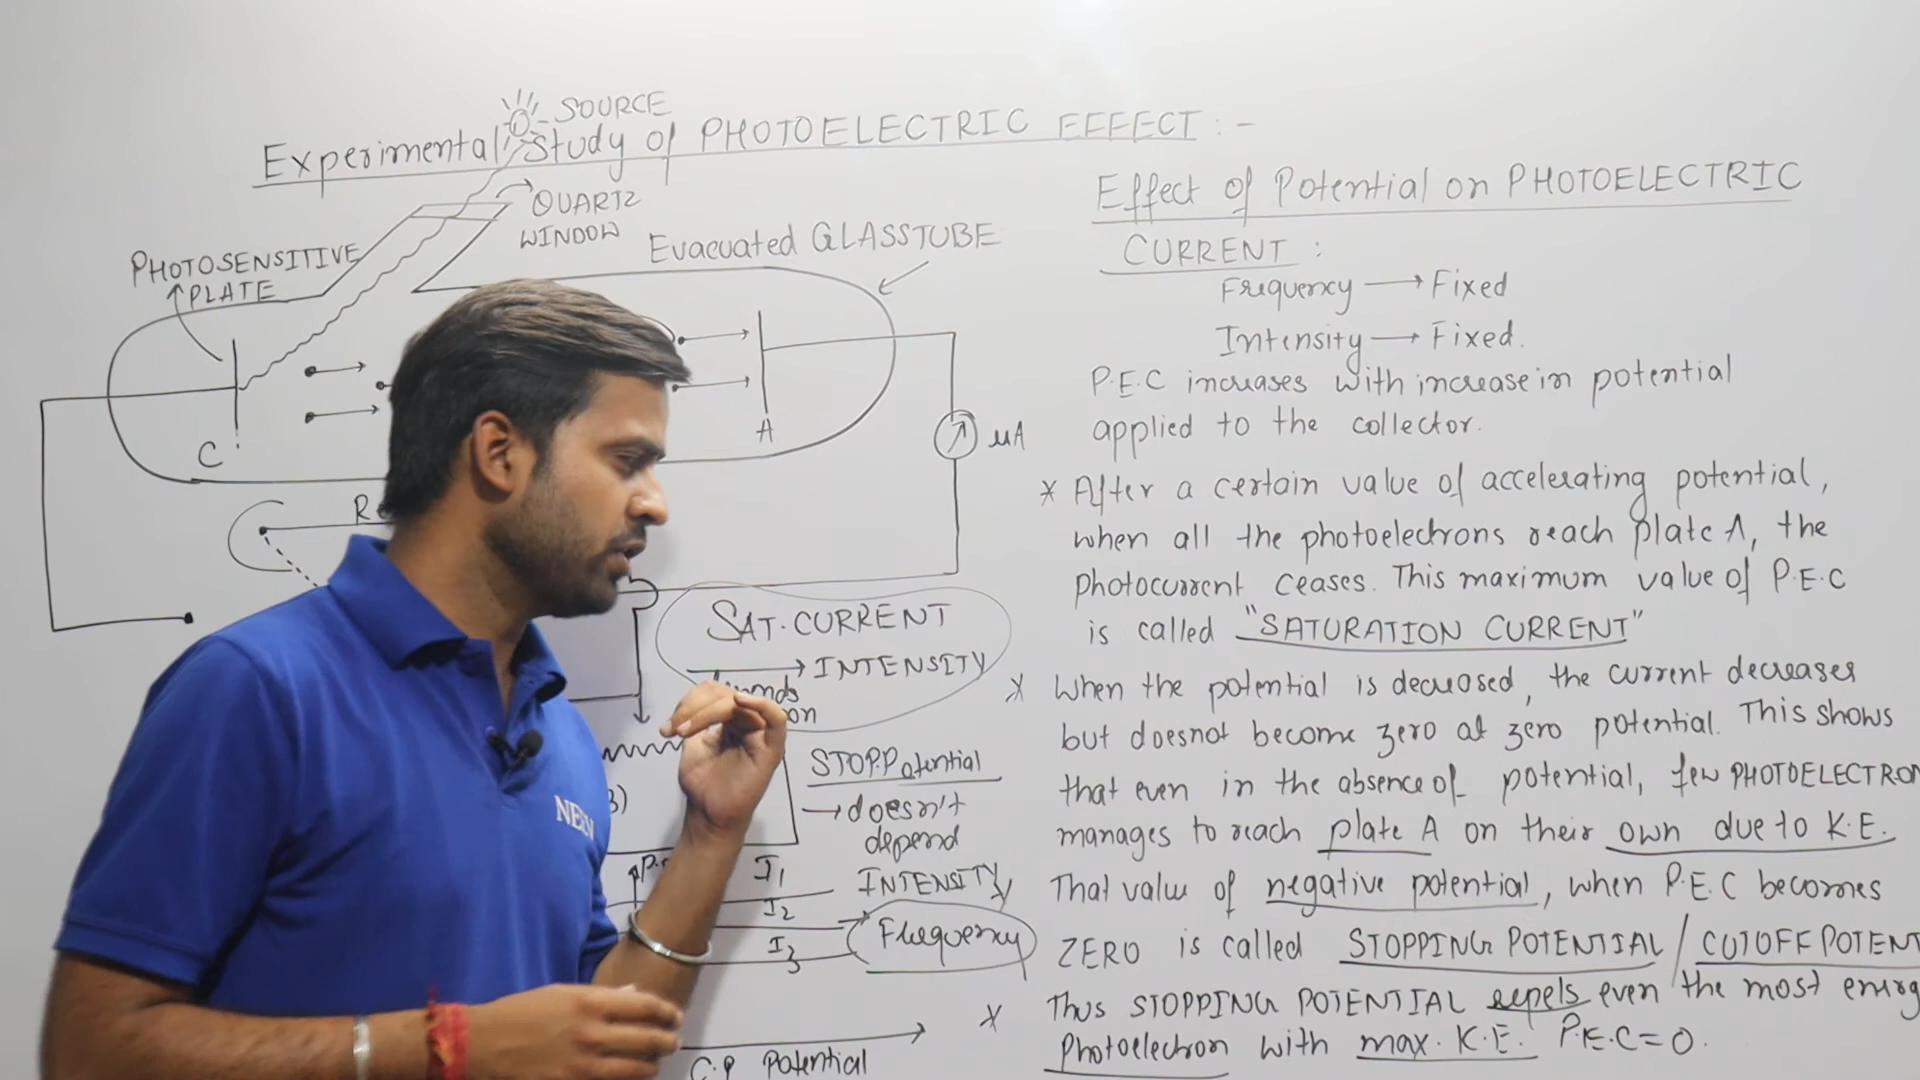 SOURCE
Experimental Study of PHOTOELECTRIC EFFECT :-
QUARTZ
WINDOW
PHOTOSENSITIVE
PLATE
Evacuated GLASSTUBE
C
A
μA
SAT. CURRENT
→ INTENSITY
on
STOP.Potential
→ doesn't
depend
INTENSITY
Frequency
I1
I2
I3
C.P Potential
Effect of Potential on PHOTOELECTRIC
CURRENT :
Frequency → Fixed
Intensity → Fixed.
P.E.C increases with increase in potential
applied to the collector.
* After a certain value of accelerating potential,
when all the photoelectrons reach plate A, the
photocurrent ceases. This maximum value of P.E.C
is called "SATURATION CURRENT"
* When the potential is decreased, the current decreases
but doesnot become zero at zero potential. This shows
that even in the absence of potential, few PHOTOELECTRON
manages to reach plate A on their own due to K.E.
* That value of negative potential, when P.E.C becomes
ZERO is called STOPPING POTENTIAL / CUTOFF POTENT
* Thus STOPPING POTENTIAL repels even the most energ
Photoelectron with max. K.E. P.E.C = 0.
NERV